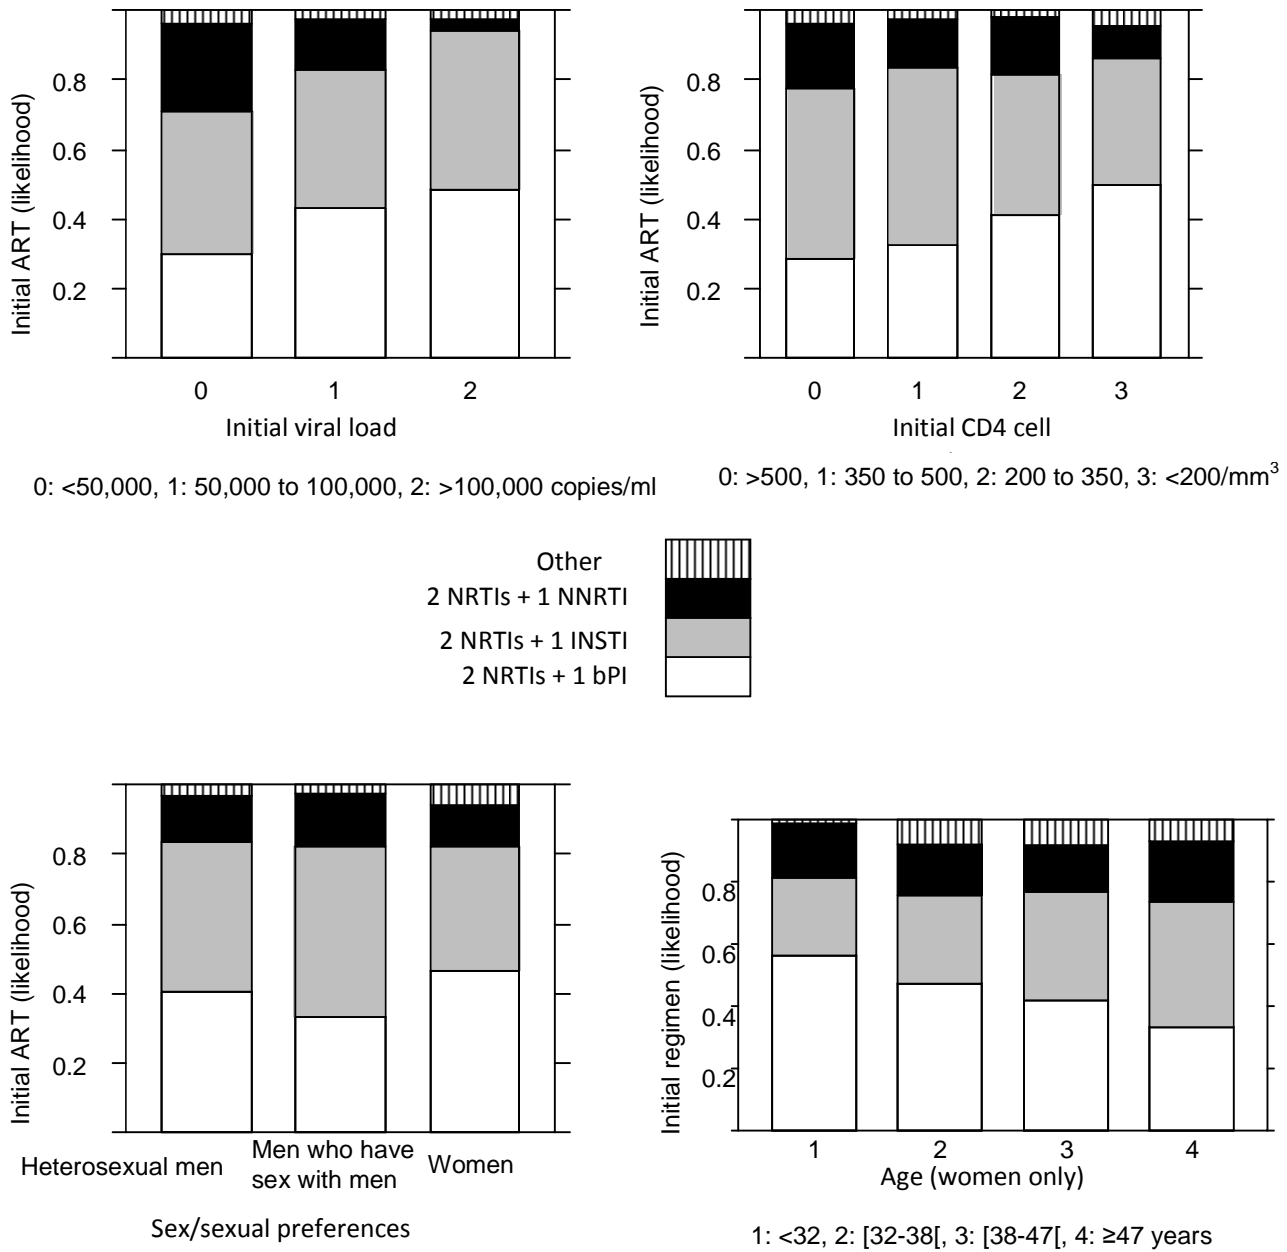 Initial ART (likelihood)
0.8
0.6
0.4
0.2
0 1 2
Initial viral load
0: <50,000, 1: 50,000 to 100,000, 2: >100,000 copies/ml
Initial ART (likelihood)
0.8
0.6
0.4
0.2
0 1 2 3
Initial CD4 cell
0: >500, 1: 350 to 500, 2: 200 to 350, 3: <200/mm³
Other
2 NRTIs + 1 NNRTI
2 NRTIs + 1 INSTI
2 NRTIs + 1 bPI
Initial ART (likelihood)
0.8
0.6
0.4
0.2
Heterosexual men
Men who have
sex with men
Women
Sex/sexual preferences
Initial regimen (likelihood)
0.8
0.6
0.4
0.2
1 2 3 4
Age (women only)
1: <32, 2: [32-38[, 3: [38-47[, 4: ≥47 years